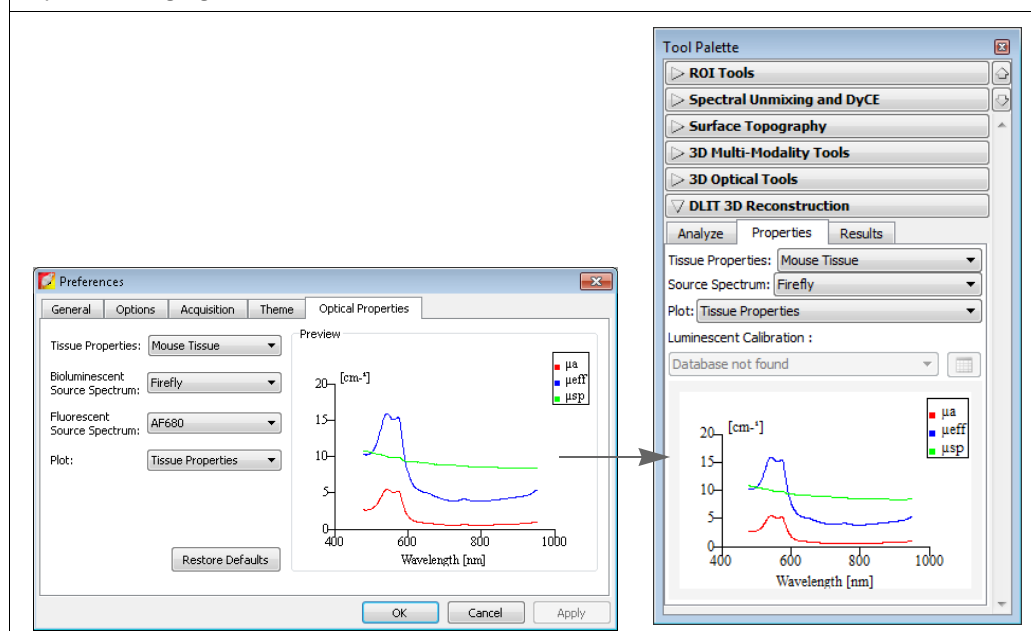 Preferences
General Options Acquisition Theme Optical Properties
Tissue Properties: Mouse Tissue
Bioluminescent
Source Spectrum: Firefly
Fluorescent
Source Spectrum: AF680
Plot: Tissue Properties
Restore Defaults
Preview
[cm-¹]
µa
µeff
µsp
20
15
10
5
0
400 600 800 1000
Wavelength [nm]
OK Cancel Apply
Tool Palette
ROI Tools
Spectral Unmixing and DyCE
Surface Topography
3D Multi-Modality Tools
3D Optical Tools
DLIT 3D Reconstruction
Analyze Properties Results
Tissue Properties: Mouse Tissue
Source Spectrum: Firefly
Plot: Tissue Properties
Luminescent Calibration :
Database not found
[cm-¹]
µa
µeff
µsp
20
15
10
5
0
400 600 800 1000
Wavelength [nm]